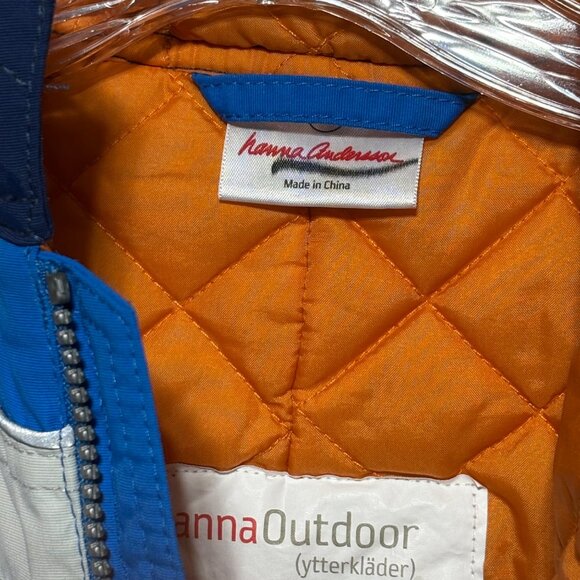 hanna andersson
Made in China
annaOutdoor
(ytterkläder)